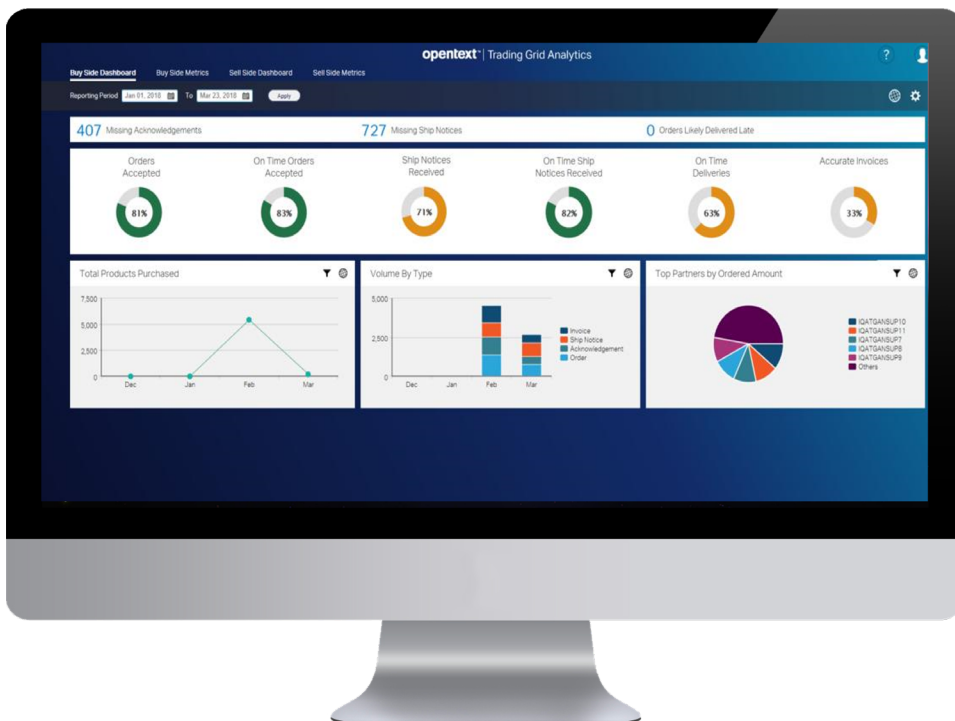 opentext™ | Trading Grid Analytics
?
Buy Side Dashboard Buy Side Metrics Sell Side Dashboard Sell Side Metrics
Reporting Period Jan 01, 2018 To Mar 23, 2018 Apply
407 Missing Acknowledgements 727 Missing Ship Notices 0 Orders Likely Delivered Late
Orders Accepted
81%
On Time Orders Accepted
83%
Ship Notices Received
71%
On Time Ship Notices Received
82%
On Time Deliveries
63%
Accurate Invoices
33%
Total Products Purchased
7,500
5,000
2,500
0
Dec Jan Feb Mar
Volume By Type
5,000
2,500
0
Dec Jan Feb Mar
Invoice
Ship Notice
Acknowledgement
Order
Top Partners by Ordered Amount
IQATGANSUP10
IQATGANSUP11
IQATGANSUP7
IQATGANSUP8
IQATGANSUP9
Others